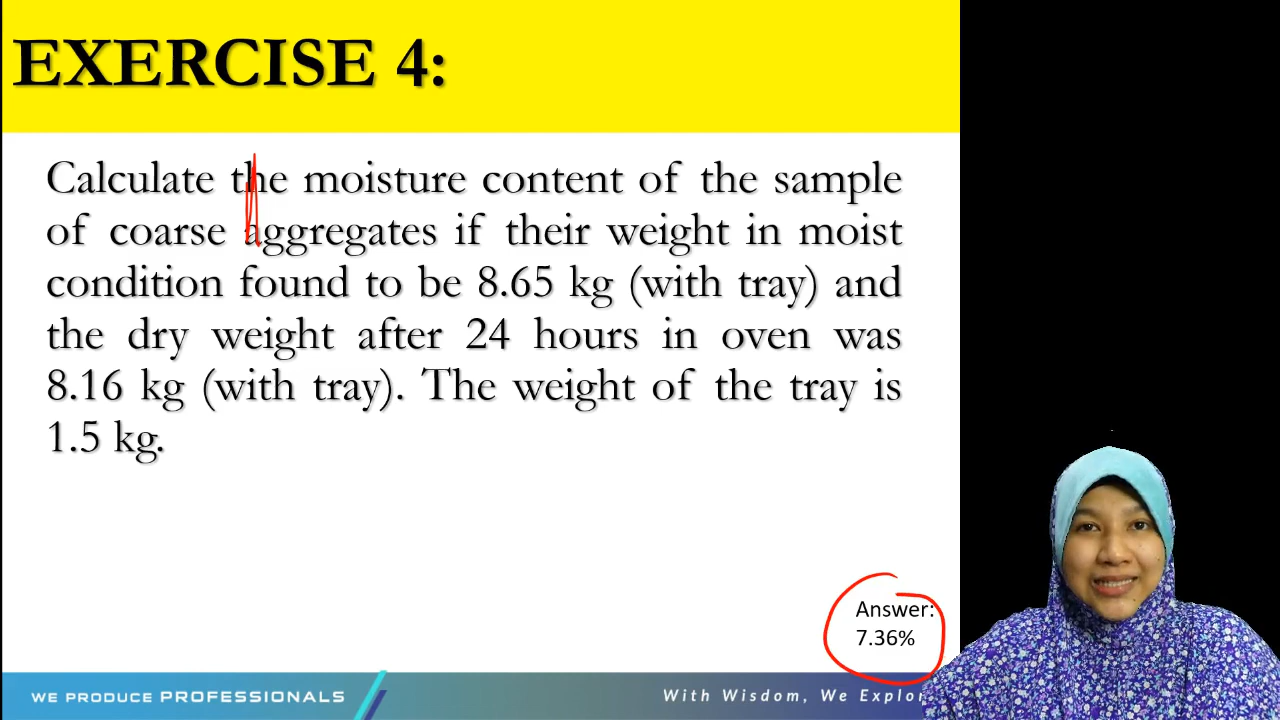 EXERCISE 4:
Calculate the moisture content of the sample
of coarse aggregates if their weight in moist
condition found to be 8.65 kg (with tray) and
the dry weight after 24 hours in oven was
8.16 kg (with tray). The weight of the tray is
1.5 kg.
Answer:
7.36%
WE PRODUCE PROFESSIONALS
With Wisdom, We Explor